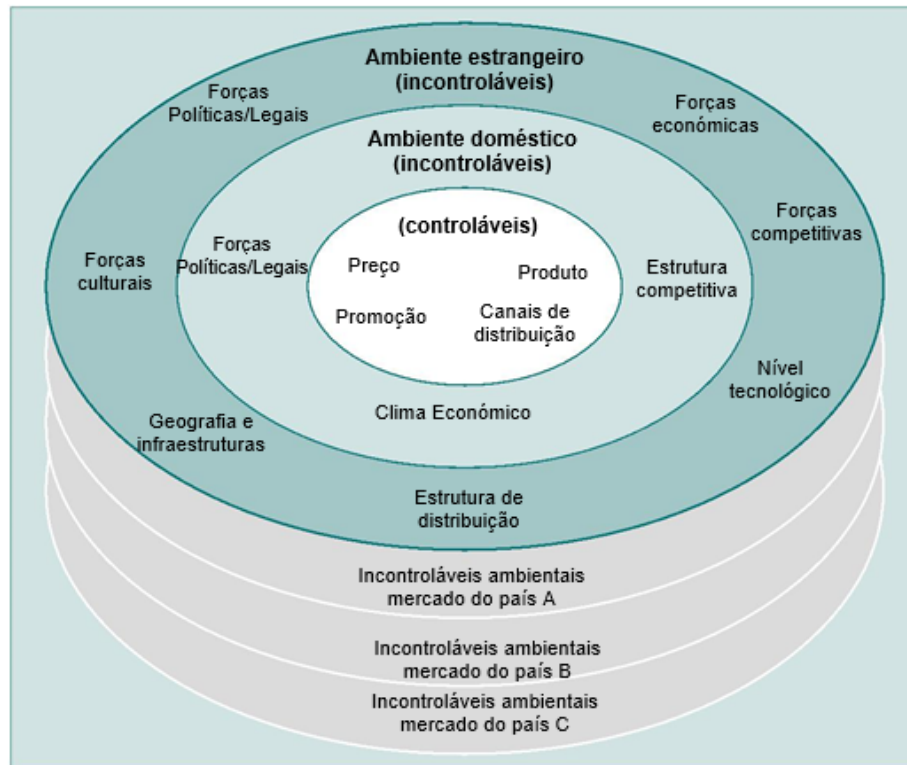 Ambiente estrangeiro
(incontroláveis)
Forças
Políticas/Legais
Forças
económicas
Ambiente doméstico
(incontroláveis)
Forças
culturais
Forças
Políticas/Legais
(controláveis)
Preço
Produto
Promoção
Canais de
distribuição
Estrutura
competitiva
Forças
competitivas
Clima Económico
Nível
tecnológico
Geografia e
infraestruturas
Estrutura de
distribuição
Incontroláveis ambientais
mercado do país A
Incontroláveis ambientais
mercado do país B
Incontroláveis ambientais
mercado do país C